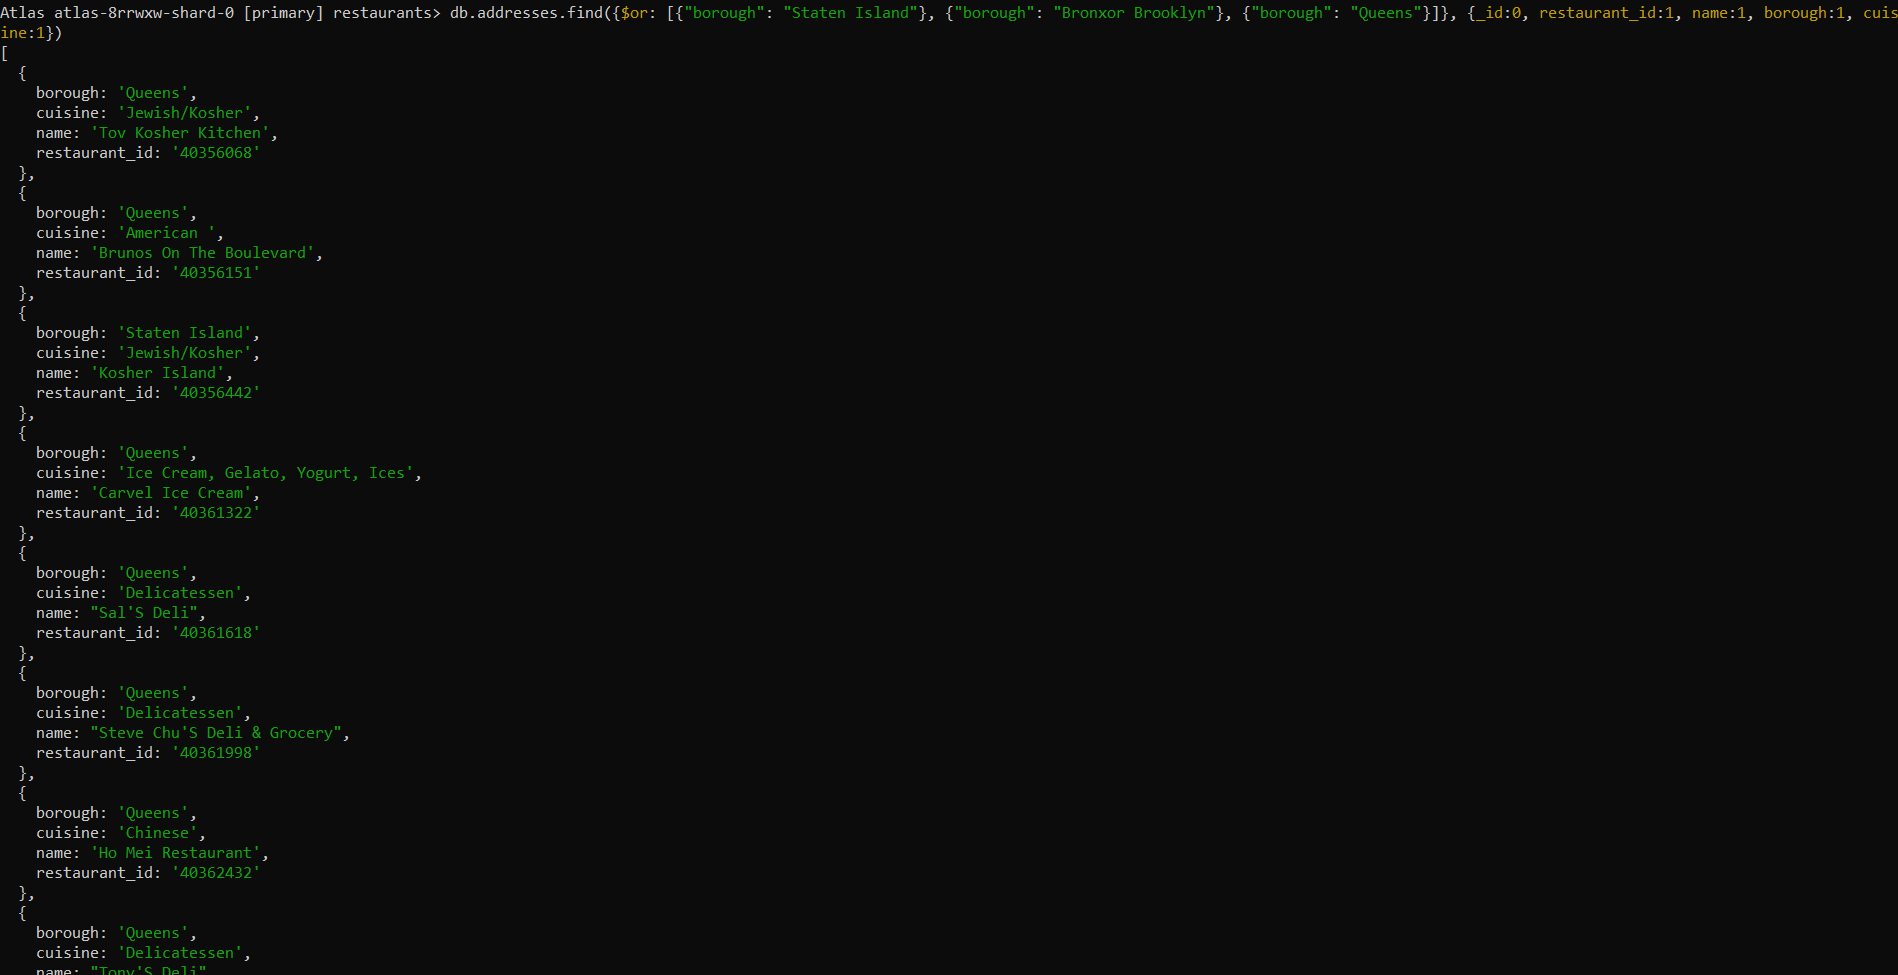 Atlas atlas-8rrwxw-shard-0 [primary] restaurants> db.addresses.find({$or: [{"borough": "Staten Island"}, {"borough": "Bronxor Brooklyn"}, {"borough": "Queens"}]}, {_id:0, restaurant_id:1, name:1, borough:1, cuis
ine:1})
[
  {
    borough: 'Queens',
    cuisine: 'Jewish/Kosher',
    name: 'Tov Kosher Kitchen',
    restaurant_id: '40356068'
  },
  {
    borough: 'Queens',
    cuisine: 'American ',
    name: 'Brunos On The Boulevard',
    restaurant_id: '40356151'
  },
  {
    borough: 'Staten Island',
    cuisine: 'Jewish/Kosher',
    name: 'Kosher Island',
    restaurant_id: '40356442'
  },
  {
    borough: 'Queens',
    cuisine: 'Ice Cream, Gelato, Yogurt, Ices',
    name: 'Carvel Ice Cream',
    restaurant_id: '40361322'
  },
  {
    borough: 'Queens',
    cuisine: 'Delicatessen',
    name: "Sal'S Deli",
    restaurant_id: '40361618'
  },
  {
    borough: 'Queens',
    cuisine: 'Delicatessen',
    name: "Steve Chu'S Deli & Grocery",
    restaurant_id: '40361998'
  },
  {
    borough: 'Queens',
    cuisine: 'Chinese',
    name: 'Ho Mei Restaurant',
    restaurant_id: '40362432'
  },
  {
    borough: 'Queens',
    cuisine: 'Delicatessen',
    name: "Tony'S Deli"